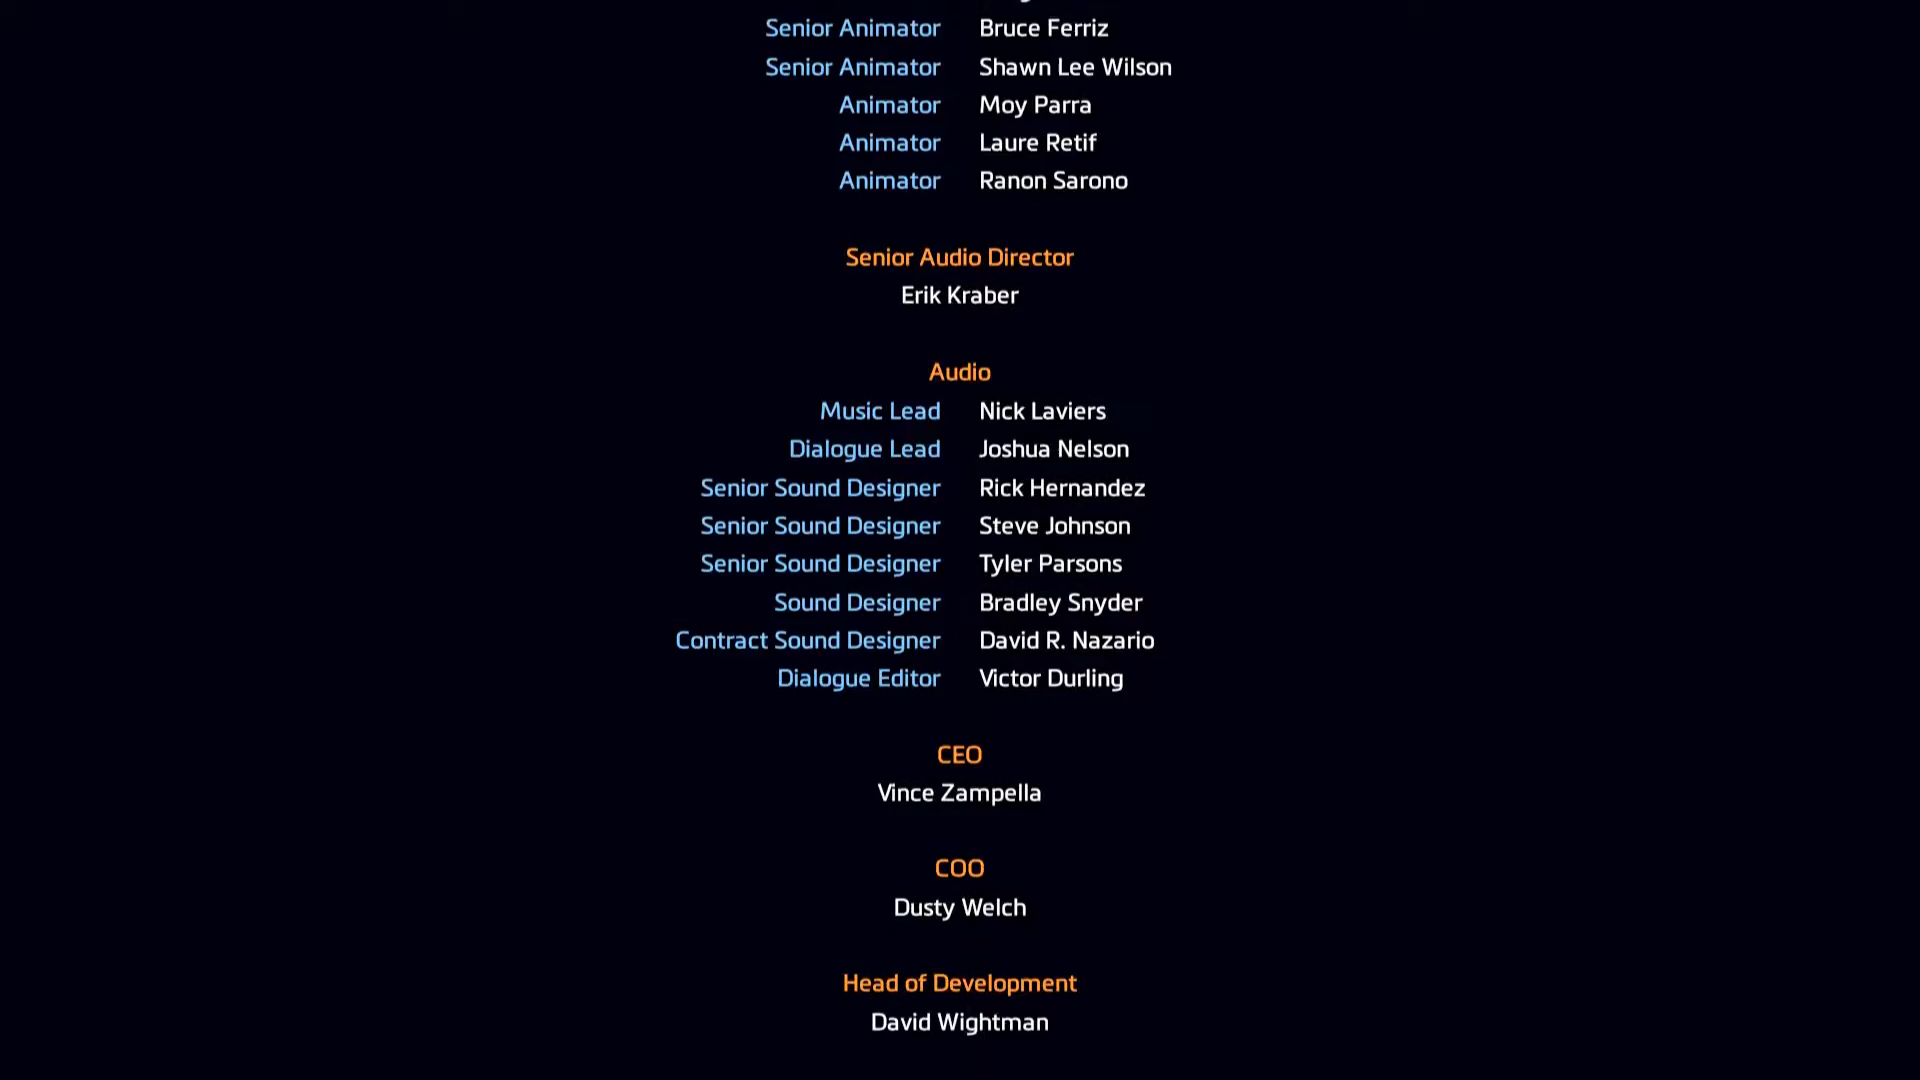 Senior Animator Bruce Ferriz
Senior Animator Shawn Lee Wilson
Animator Moy Parra
Animator Laure Retif
Animator Ranon Sarono
Senior Audio Director
Erik Kraber
Audio
Music Lead Nick Laviers
Dialogue Lead Joshua Nelson
Senior Sound Designer Rick Hernandez
Senior Sound Designer Steve Johnson
Senior Sound Designer Tyler Parsons
Sound Designer Bradley Snyder
Contract Sound Designer David R. Nazario
Dialogue Editor Victor Durling
CEO
Vince Zampella
COO
Dusty Welch
Head of Development
David Wightman